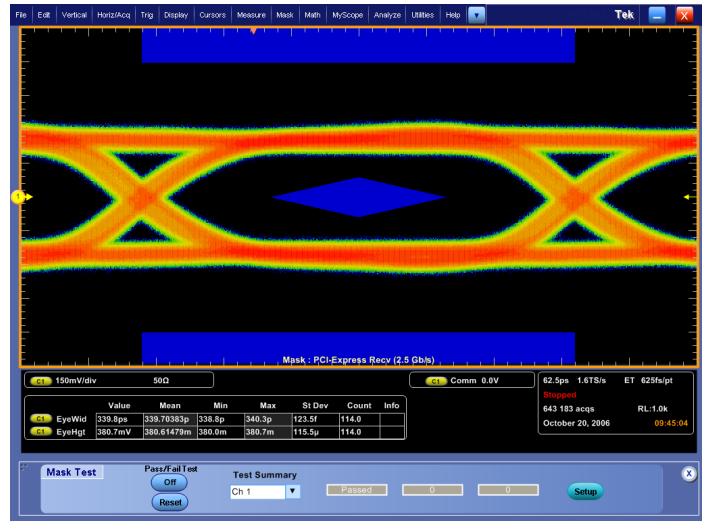 File Edit Vertical Horiz/Acq Trig Display Cursors Measure Mask Math MyScope Analyze Utilities Help Tek X
1
Mask : PCI-Express Recv (2.5 Gb/s)
C1 150mV/div 50Ω
C1 Comm 0.0V
62.5ps 1.6TS/s ET 625fs/pt
Stopped
643 183 acqs RL:1.0k
October 20, 2006 09:45:04
Value Mean Min Max St Dev Count Info
C1 EyeWid 339.8ps 339.70383p 338.8p 340.3p 123.5f 114.0
C1 EyeHgt 380.7mV 380.61479m 380.0m 380.7m 115.5µ 114.0
Mask Test
Pass/Fail Test
Off
Reset
Test Summary
Ch 1
Passed 0 0
Setup
X